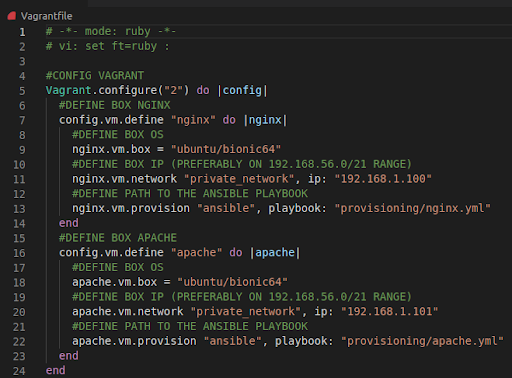 Vagrantfile
1 # -*- mode: ruby -*-
2 # vi: set ft=ruby :
3
4 #CONFIG VAGRANT
5 Vagrant.configure("2") do |config|
6   #DEFINE BOX NGINX
7   config.vm.define "nginx" do |nginx|
8     #DEFINE BOX OS
9     nginx.vm.box = "ubuntu/bionic64"
10     #DEFINE BOX IP (PREFERABLY ON 192.168.56.0/21 RANGE)
11     nginx.vm.network "private_network", ip: "192.168.1.100"
12     #DEFINE PATH TO THE ANSIBLE PLAYBOOK
13     nginx.vm.provision "ansible", playbook: "provisioning/nginx.yml"
14   end
15   #DEFINE BOX APACHE
16   config.vm.define "apache" do |apache|
17     #DEFINE BOX OS
18     apache.vm.box = "ubuntu/bionic64"
19     #DEFINE BOX IP (PREFERABLY ON 192.168.56.0/21 RANGE)
20     apache.vm.network "private_network", ip: "192.168.1.101"
21     #DEFINE PATH TO THE ANSIBLE PLAYBOOK
22     apache.vm.provision "ansible", playbook: "provisioning/apache.yml"
23   end
24 end